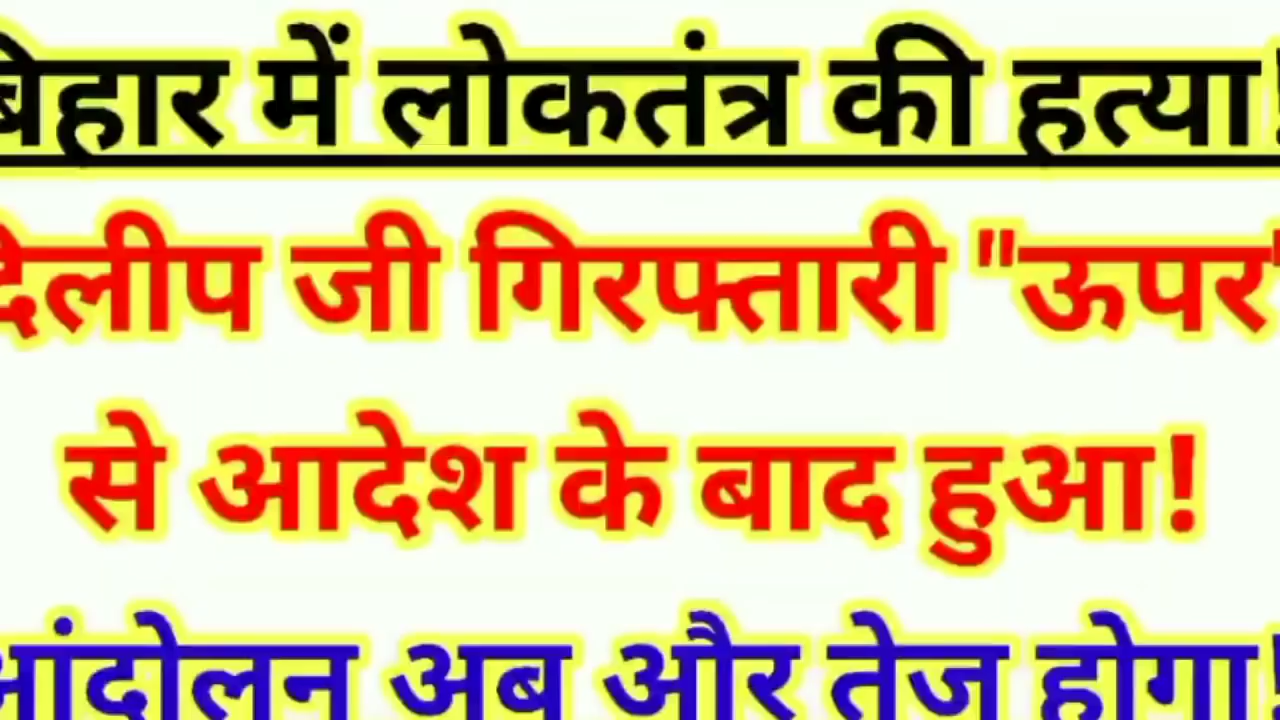 बिहार में लोकतंत्र की हत्या!
दिलीप जी गिरफ्तारी "ऊपर"
से आदेश के बाद हुआ!
आंदोलन अब और तेज होगा!